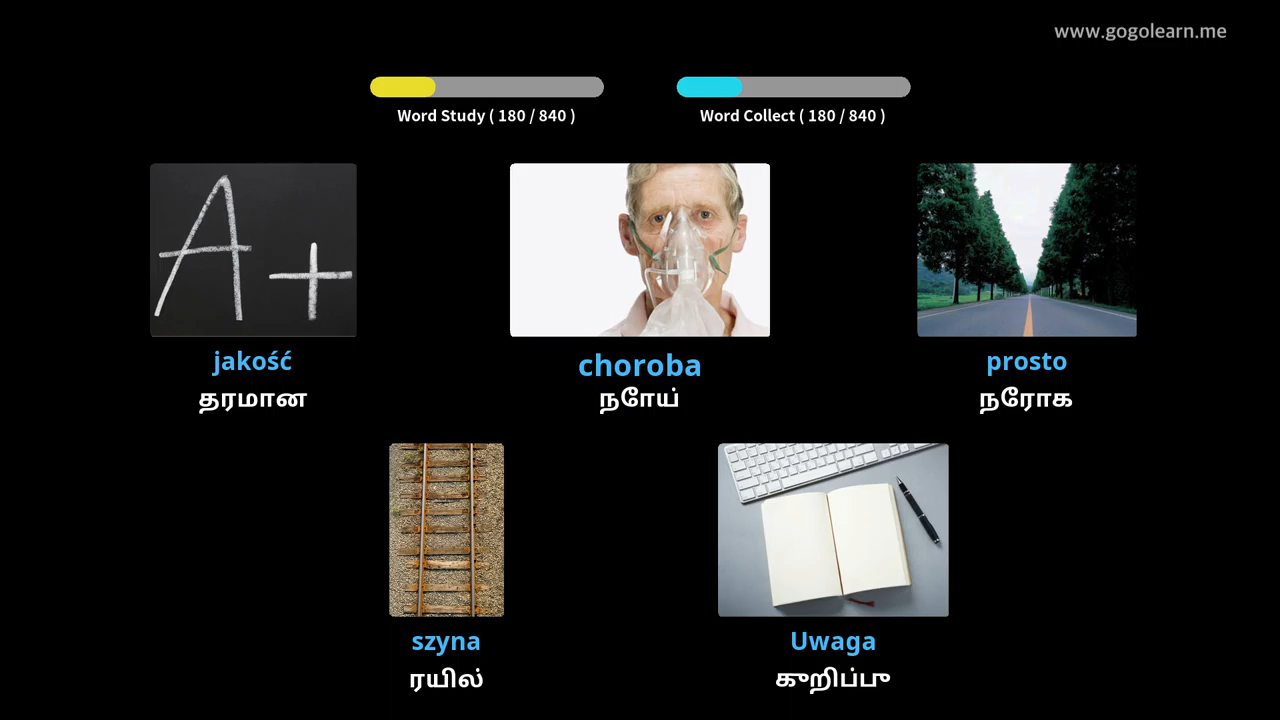 www.gogolearn.me
Word Study ( 180 / 840 )
Word Collect ( 180 / 840 )
jakość
தரமான
choroba
நோய்
prosto
நேராக
szyna
ரயில்
Uwaga
குறிப்பு